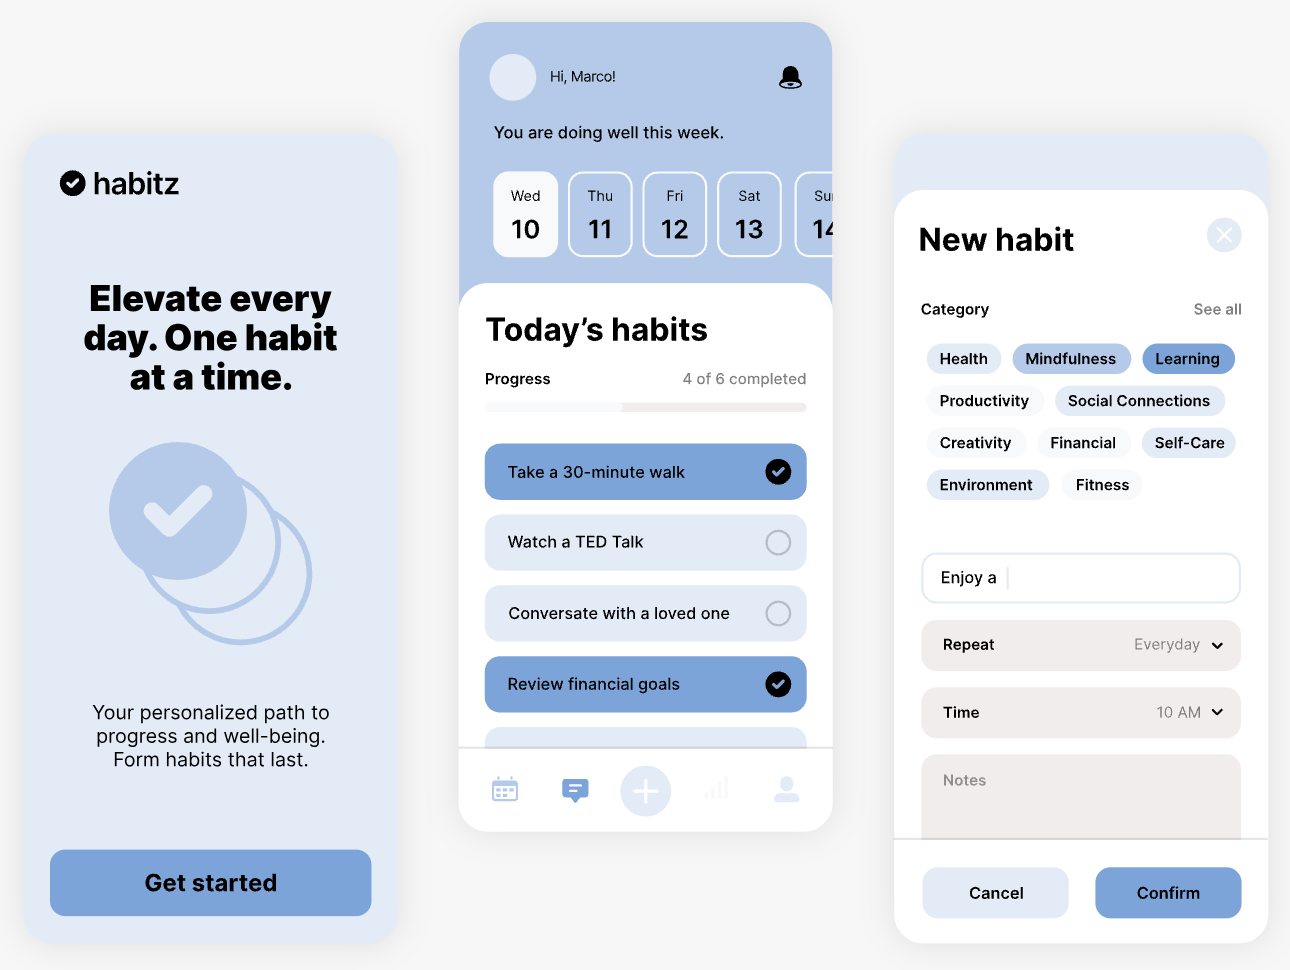 habitz
Elevate every
day. One habit
at a time.
Your personalized path to
progress and well-being.
Form habits that last.
Get started
Hi, Marco!
You are doing well this week.
Wed Thu Fri Sat Sun
10 11 12 13 14
Today’s habits
Progress 4 of 6 completed
Take a 30-minute walk
Watch a TED Talk
Conversate with a loved one
Review financial goals
New habit
Category See all
Health Mindfulness Learning
Productivity Social Connections
Creativity Financial Self-Care
Environment Fitness
Enjoy a
Repeat Everyday
Time 10 AM
Notes
Cancel Confirm